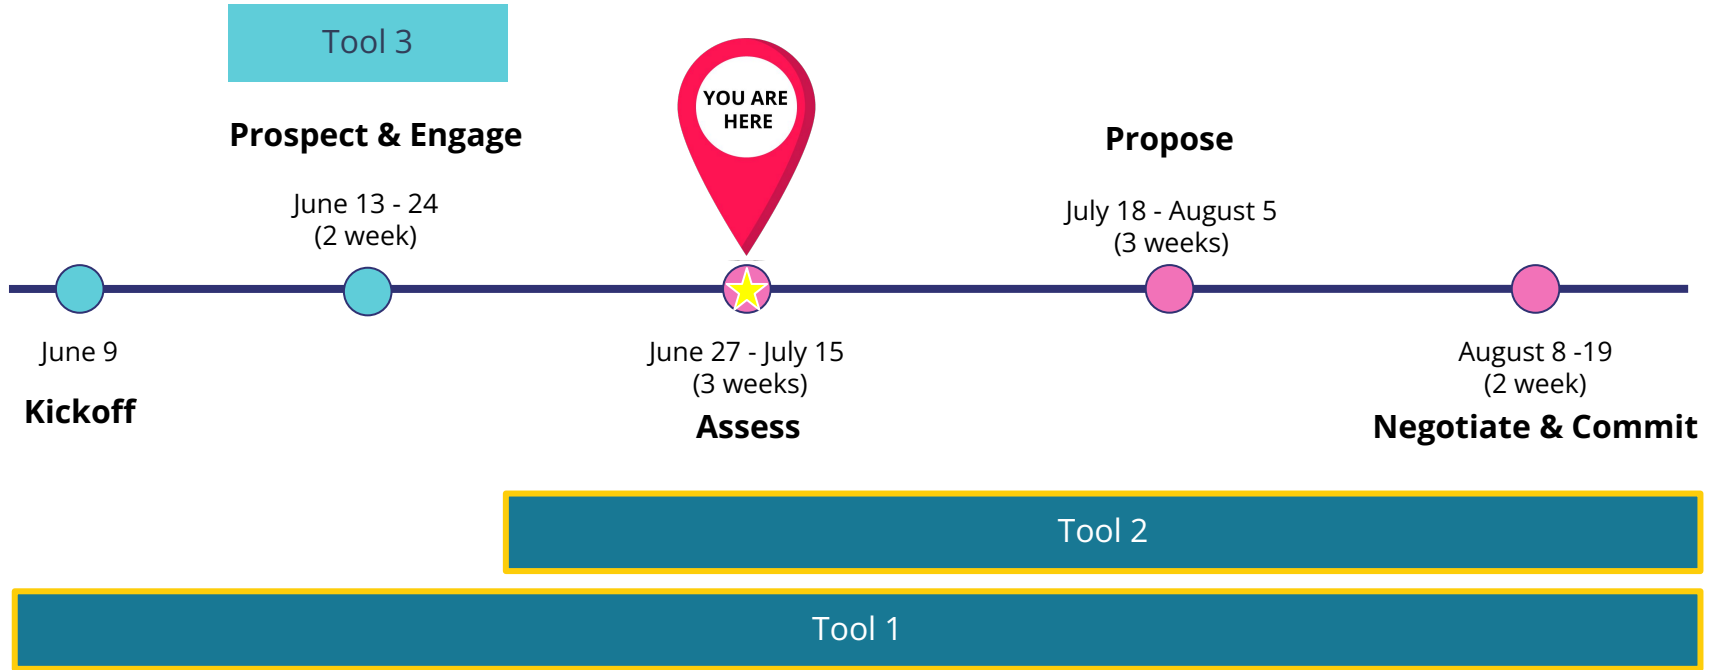 Tool 3
YOU ARE
HERE
Prospect & Engage
Propose
June 13 - 24
(2 week)
July 18 - August 5
(3 weeks)
June 9
Kickoff
June 27 - July 15
(3 weeks)
Assess
August 8 -19
(2 week)
Negotiate & Commit
Tool 2
Tool 1